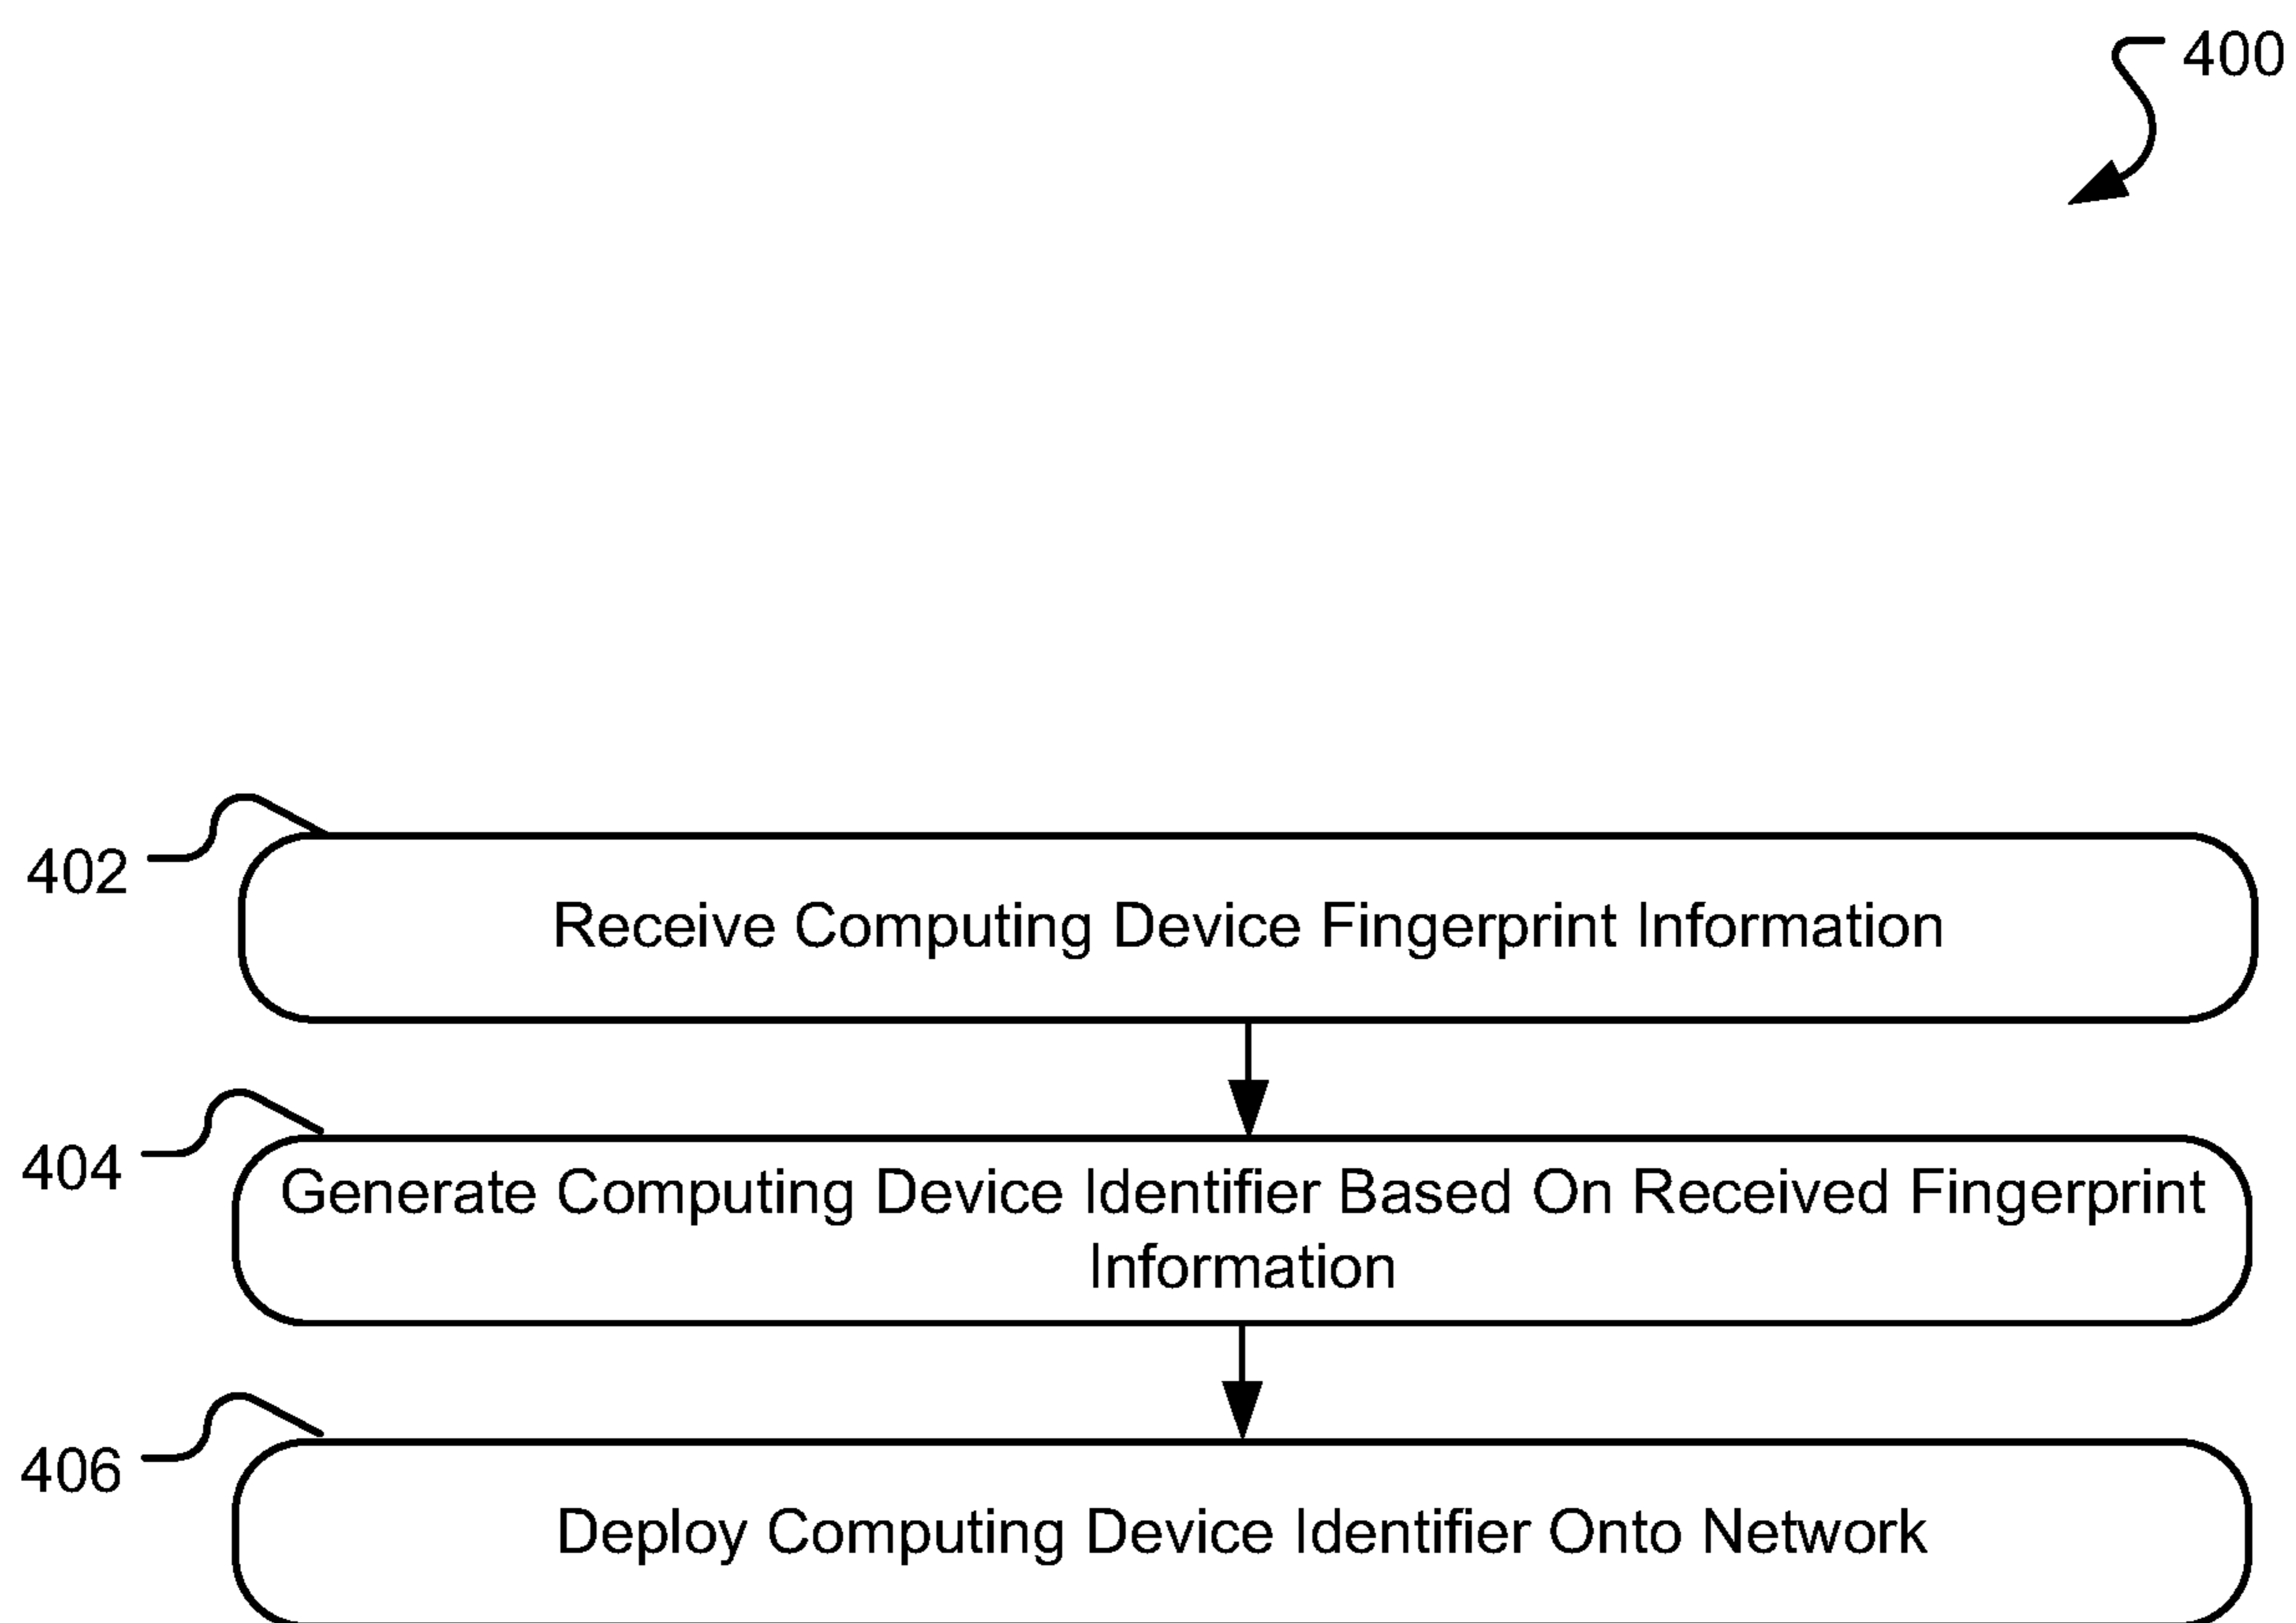 400
402
Receive Computing Device Fingerprint Information
404
Generate Computing Device Identifier Based On Received Fingerprint
Information
406
Deploy Computing Device Identifier Onto Network